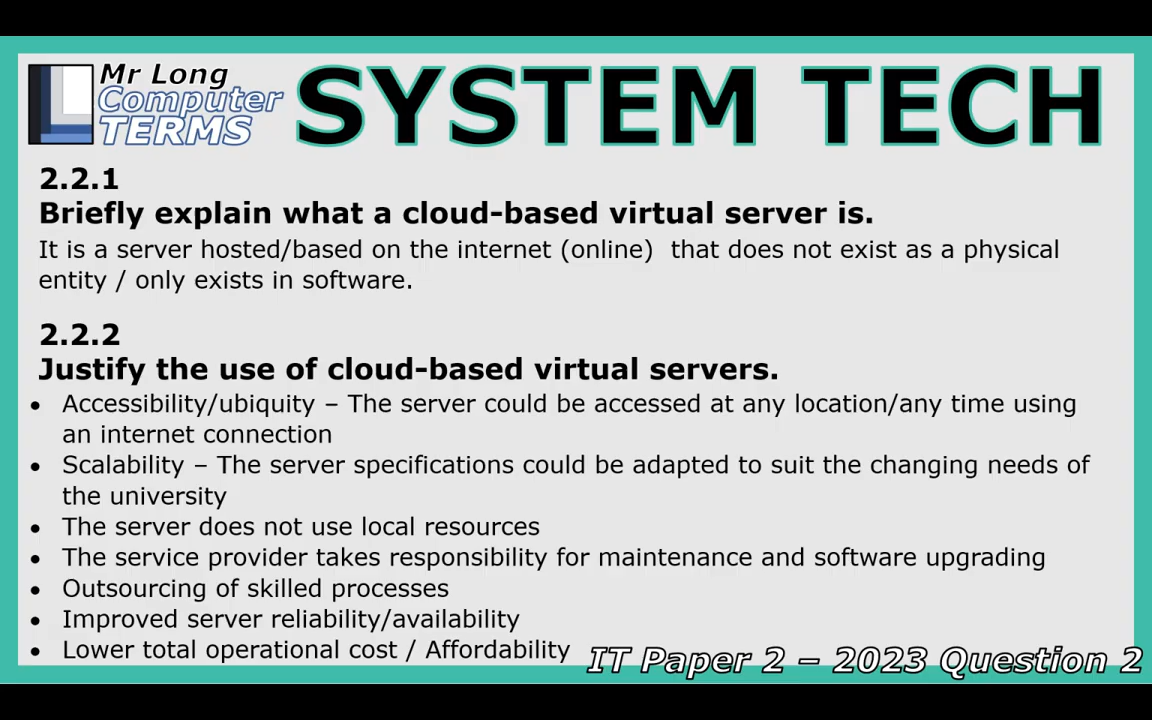 Mr Long
Computer
TERMS
SYSTEM TECH
2.2.1
Briefly explain what a cloud-based virtual server is.
It is a server hosted/based on the internet (online)  that does not exist as a physical
entity / only exists in software.
2.2.2
Justify the use of cloud-based virtual servers.
• Accessibility/ubiquity – The server could be accessed at any location/any time using
an internet connection
• Scalability – The server specifications could be adapted to suit the changing needs of
the university
• The server does not use local resources
• The service provider takes responsibility for maintenance and software upgrading
• Outsourcing of skilled processes
• Improved server reliability/availability
• Lower total operational cost / Affordability
IT Paper 2 – 2023 Question 2